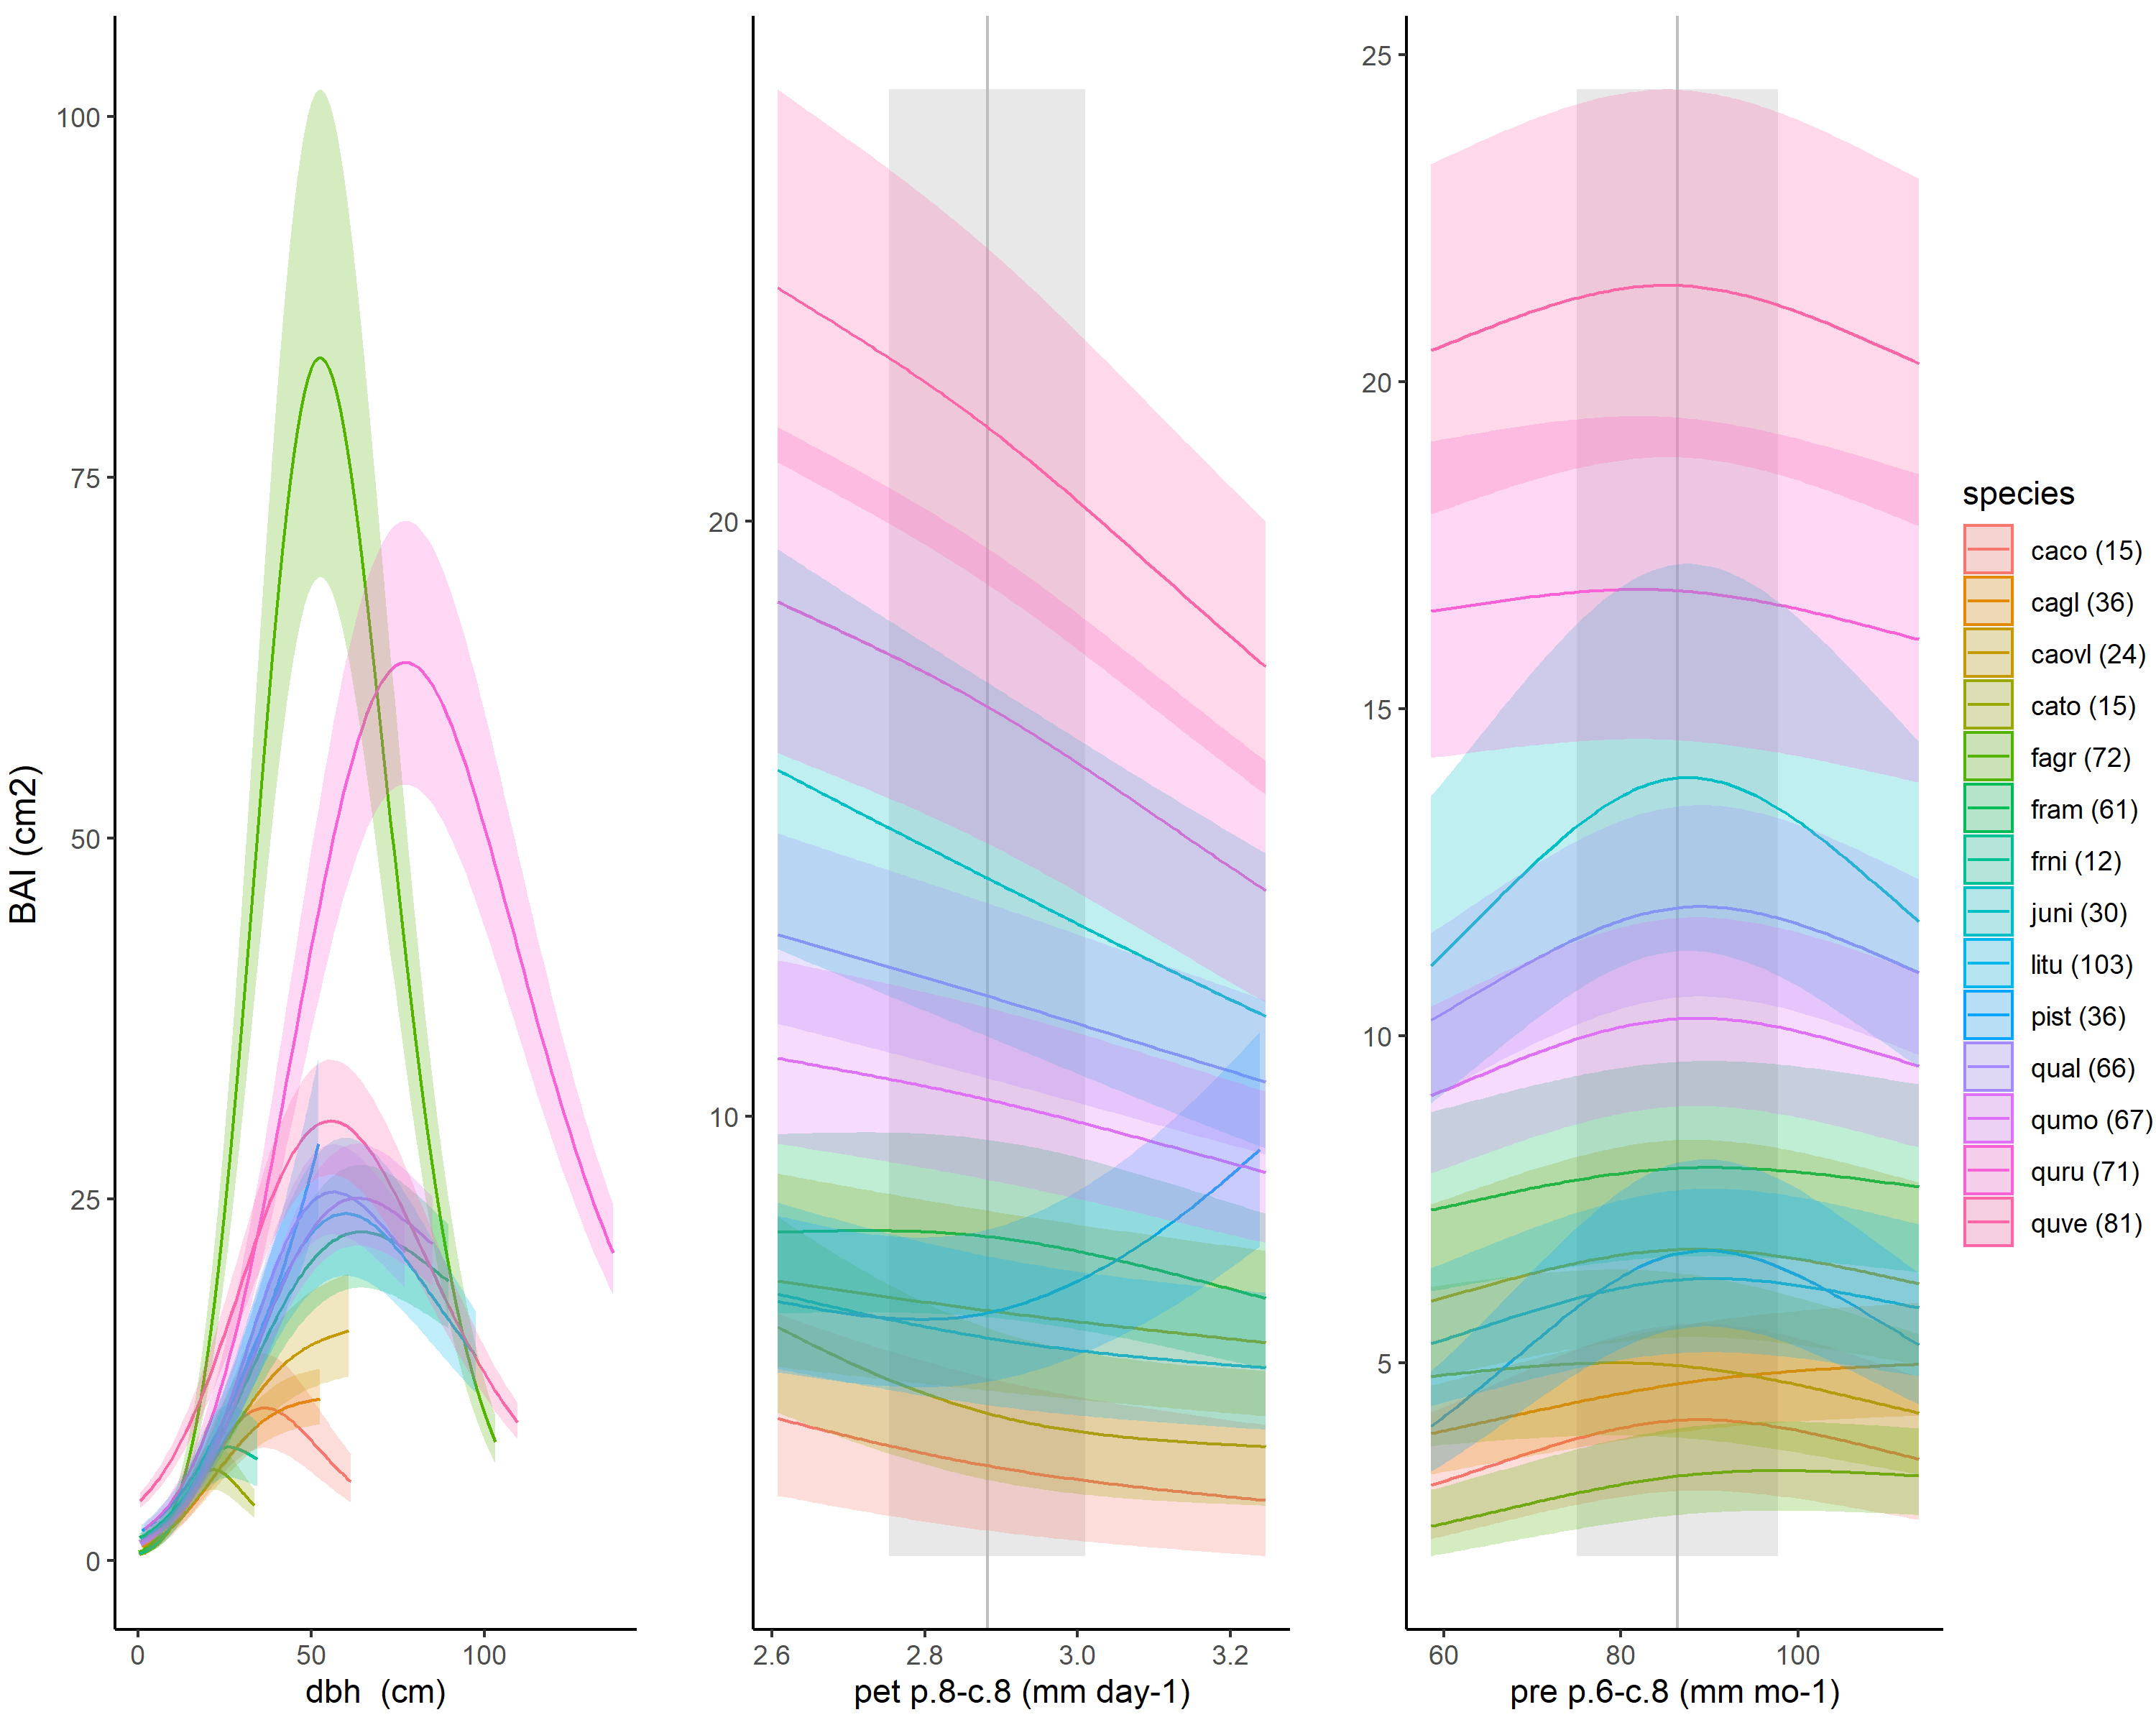 BAI (cm2)
100
75
50
25
0
0 50 100
dbh  (cm)
20
10
2.6 2.8 3.0 3.2
pet p.8-c.8 (mm day-1)
25
20
15
10
5
60 80 100
pre p.6-c.8 (mm mo-1)
species
caco (15)
cagl (36)
caovl (24)
cato (15)
fagr (72)
fram (61)
frni (12)
juni (30)
litu (103)
pist (36)
qual (66)
qumo (67)
quru (71)
quve (81)